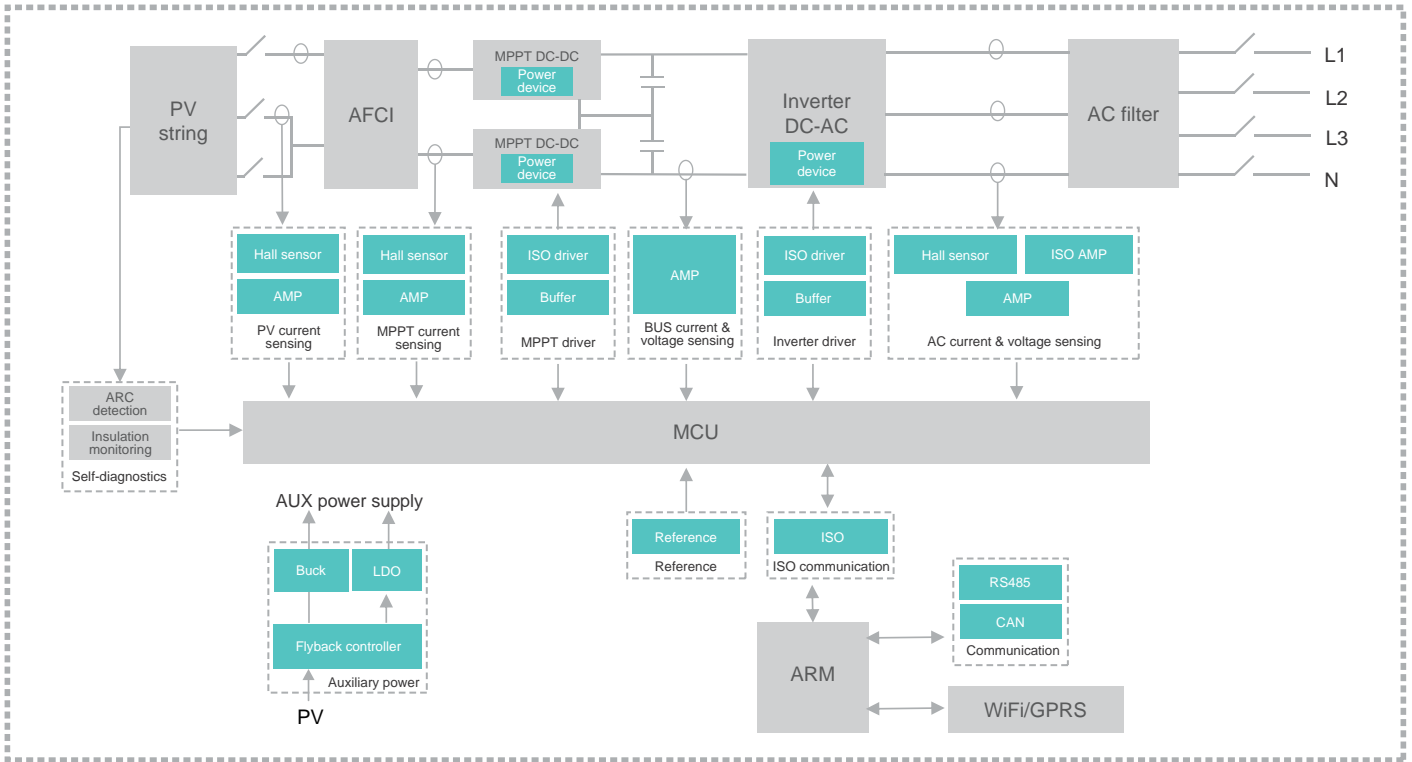 PV
string
AFCI
MPPT DC-DC
Power
device
MPPT DC-DC
Power
device
Inverter
DC-AC
Power
device
AC filter
L1
L2
L3
N
Hall sensor
AMP
PV current
sensing
Hall sensor
AMP
MPPT current
sensing
ISO driver
Buffer
MPPT driver
AMP
BUS current &
voltage sensing
ISO driver
Buffer
Inverter driver
Hall sensor
ISO AMP
AMP
AC current & voltage sensing
ARC
detection
Insulation
monitoring
Self-diagnostics
MCU
AUX power supply
Buck
LDO
Flyback controller
Auxiliary power
PV
Reference
Reference
ISO
ISO communication
ARM
RS485
CAN
Communication
WiFi/GPRS